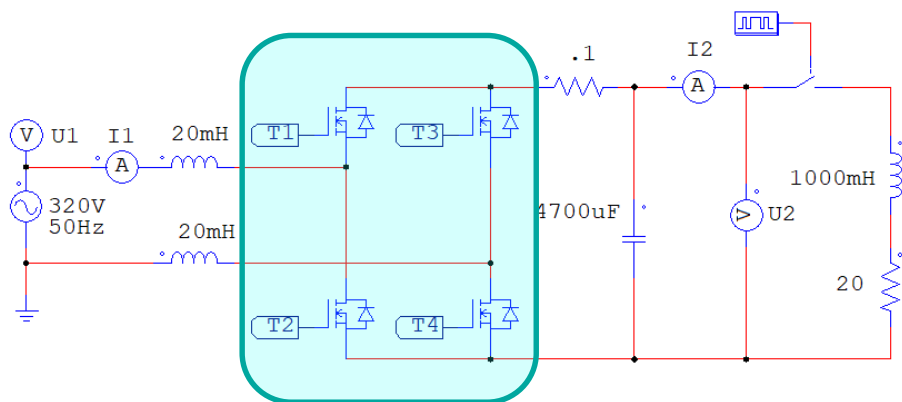 .1
I2
A
T1
T3
V
U1
I1
20mH
A
1000mH
320V
50Hz
20mH
4700uF
V
U2
20
T2
T4